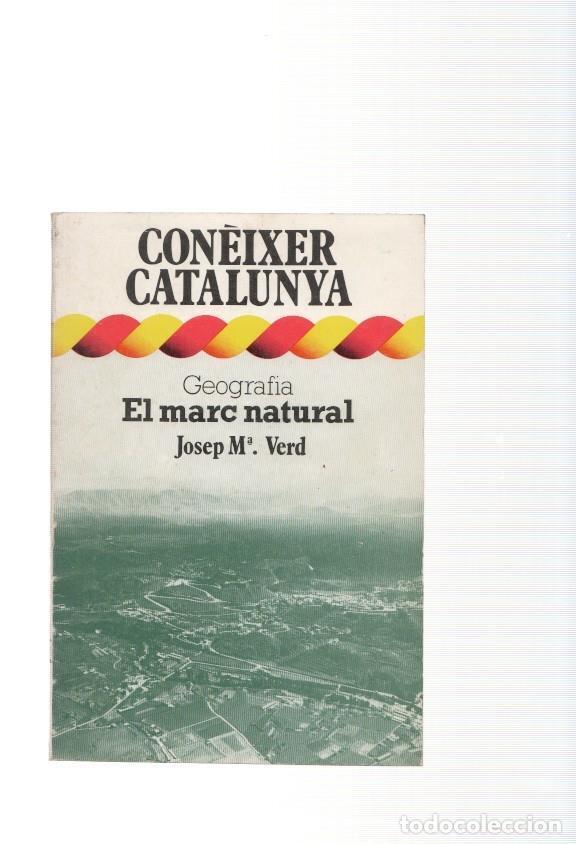 CONÈIXER
CATALUNYA
Geografia
El marc natural
Josep Mª. Verd
todocoleccion